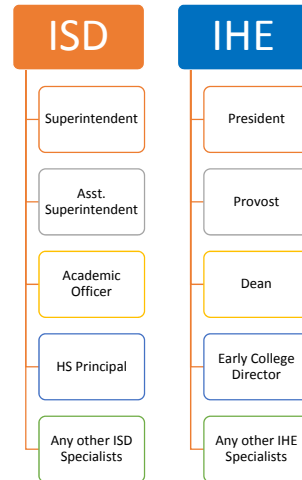 ISD
Superintendent
Asst.
Superintendent
Academic
Officer
HS Principal
Any other ISD
Specialists
IHE
President
Provost
Dean
Early College
Director
Any other IHE
Specialists